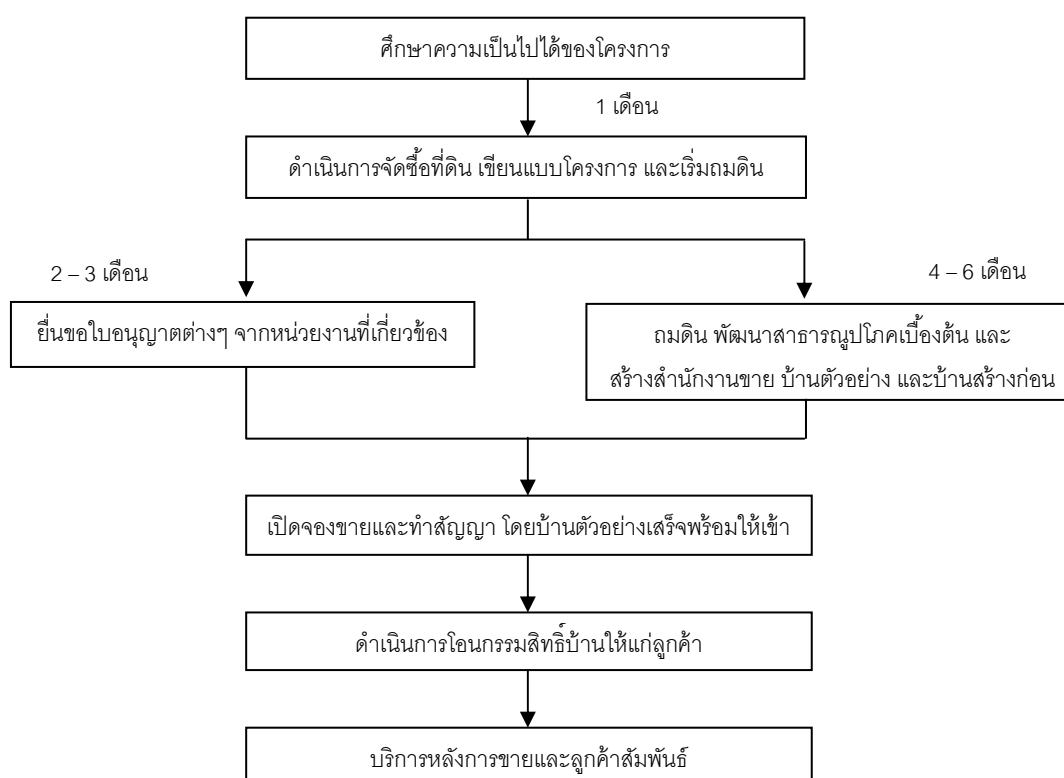 ศึกษาความเป็นไปได้ของโครงการ
1 เดือน
ดำเนินการจัดซื้อที่ดิน เขียนแบบโครงการ และเริ่มถมดิน
2 – 3 เดือน
4 – 6 เดือน
ยื่นขอใบอนุญาตต่างๆ จากหน่วยงานที่เกี่ยวข้อง
ถมดิน พัฒนาสาธารณูปโภคเบื้องต้น และ
สร้างสำนักงานขาย บ้านตัวอย่าง และบ้านสร้างก่อน
เปิดจองขายและทำสัญญา โดยบ้านตัวอย่างเสร็จพร้อมให้เข้า
ดำเนินการโอนกรรมสิทธิ์บ้านให้แก่ลูกค้า
บริการหลังการขายและลูกค้าสัมพันธ์